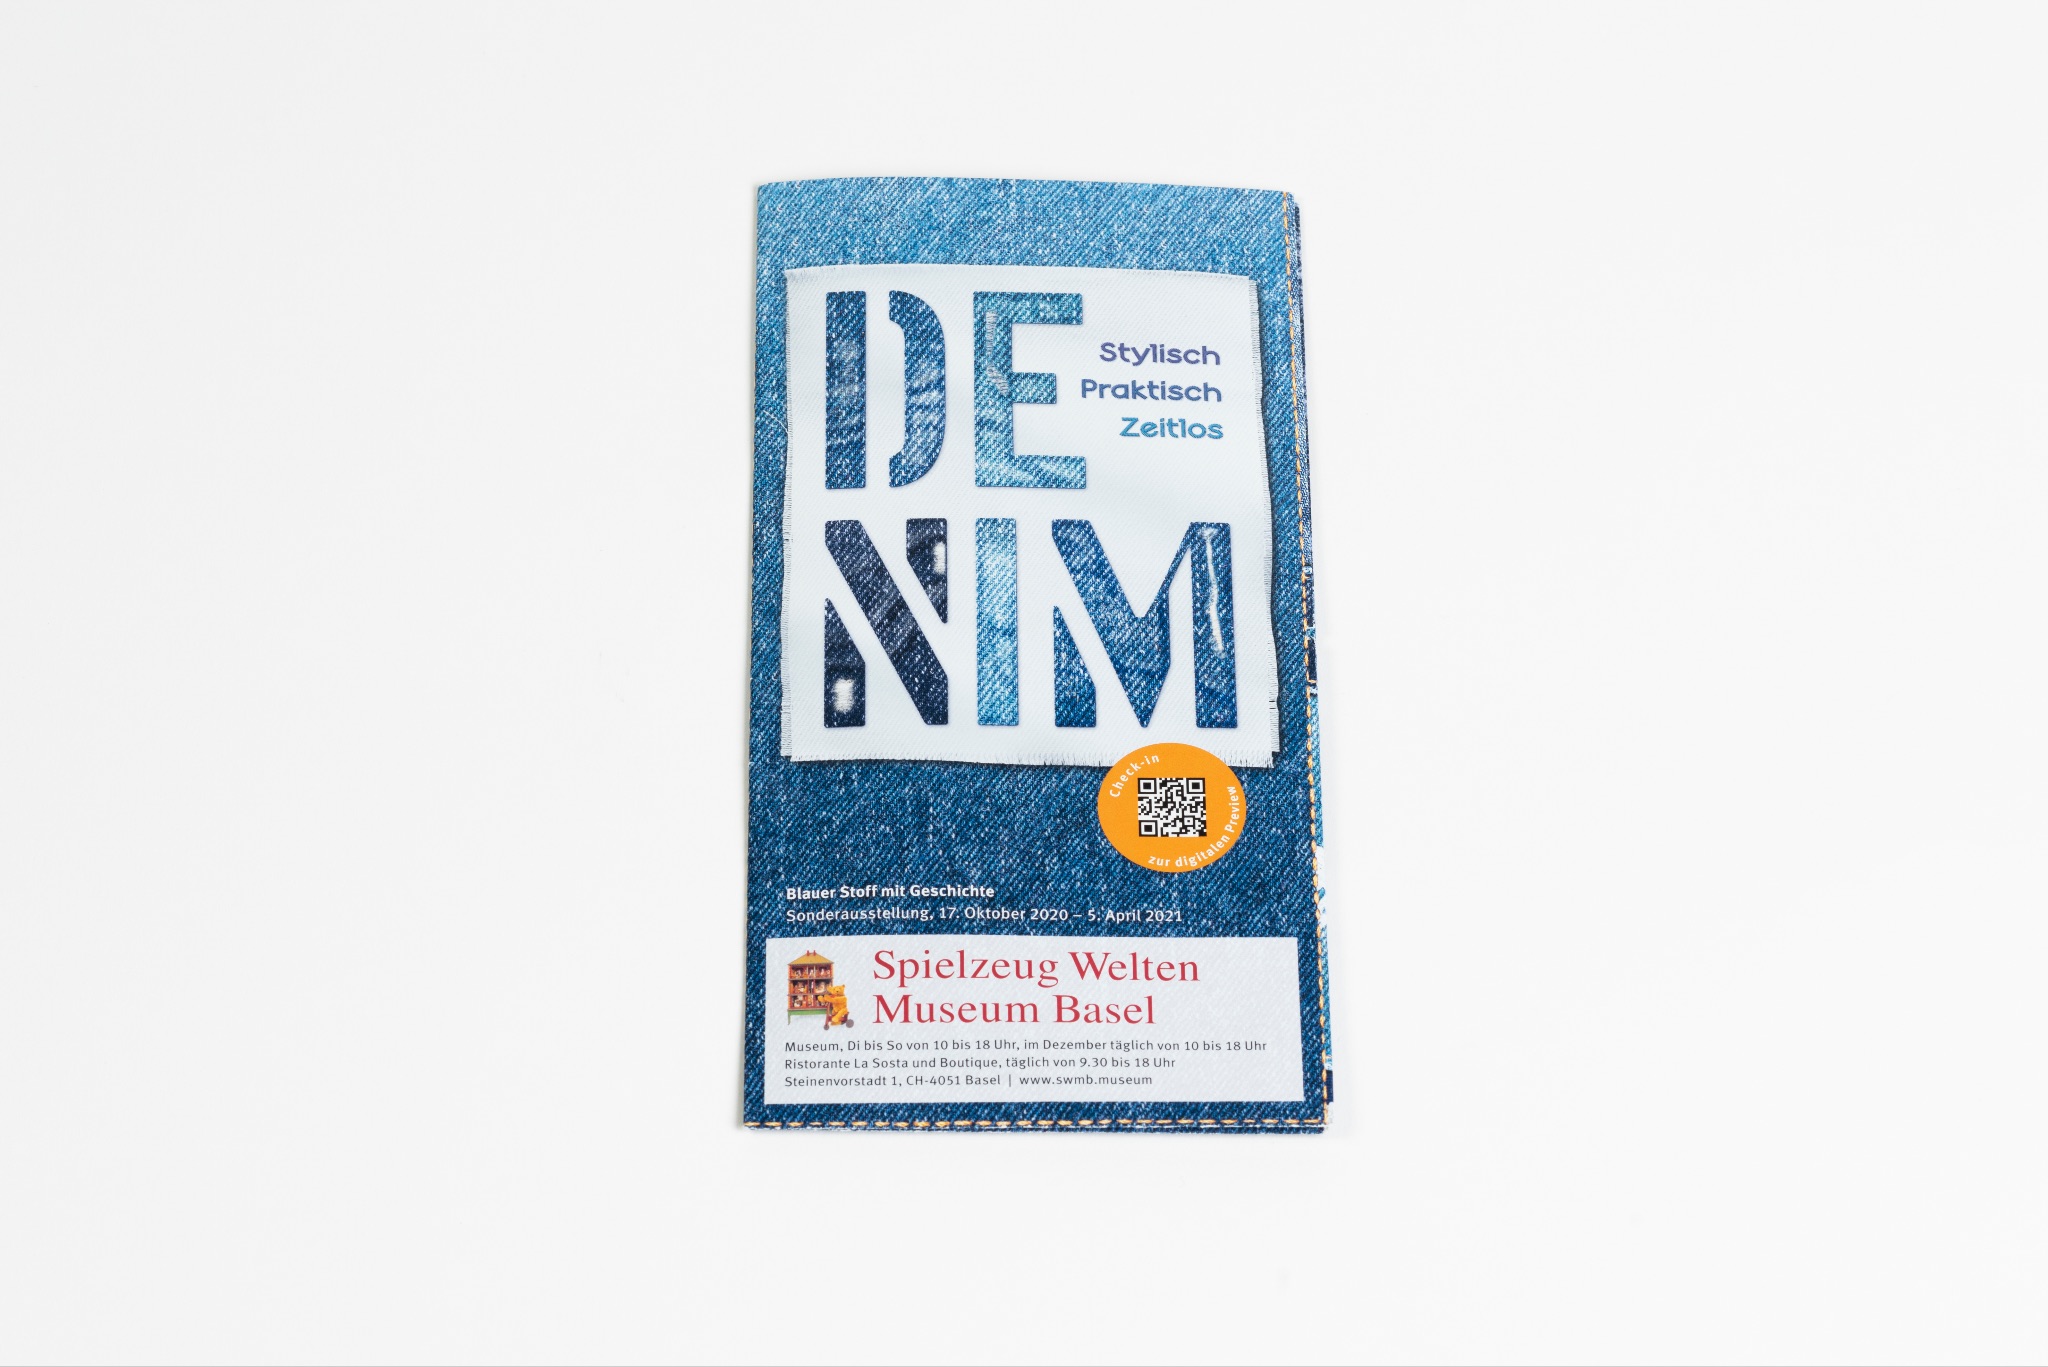 DE
Stylisch
Praktisch
Zeitlos
NIM
Check-in
zur digitalen Preview
Blauer Stoff mit Geschichte
Sonderausstellung, 17. Oktober 2020 – 5. April 2021
Spielzeug Welten
Museum Basel
Museum, Di bis So von 10 bis 18 Uhr, im Dezember täglich von 10 bis 18 Uhr
Ristorante La Sosta und Boutique, täglich von 9.30 bis 18 Uhr
Steinenvorstadt 1, CH-4051 Basel | www.swmb.museum